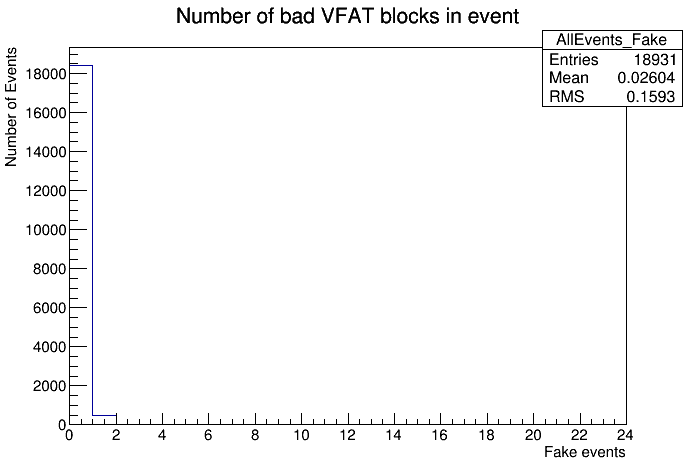 Number of bad VFAT blocks in event
AllEvents_Fake
Entries 18931
Mean 0.02604
RMS 0.1593
Number of Events
18000
16000
14000
12000
10000
8000
6000
4000
2000
0
0 2 4 6 8 10 12 14 16 18 20 22 24
Fake events